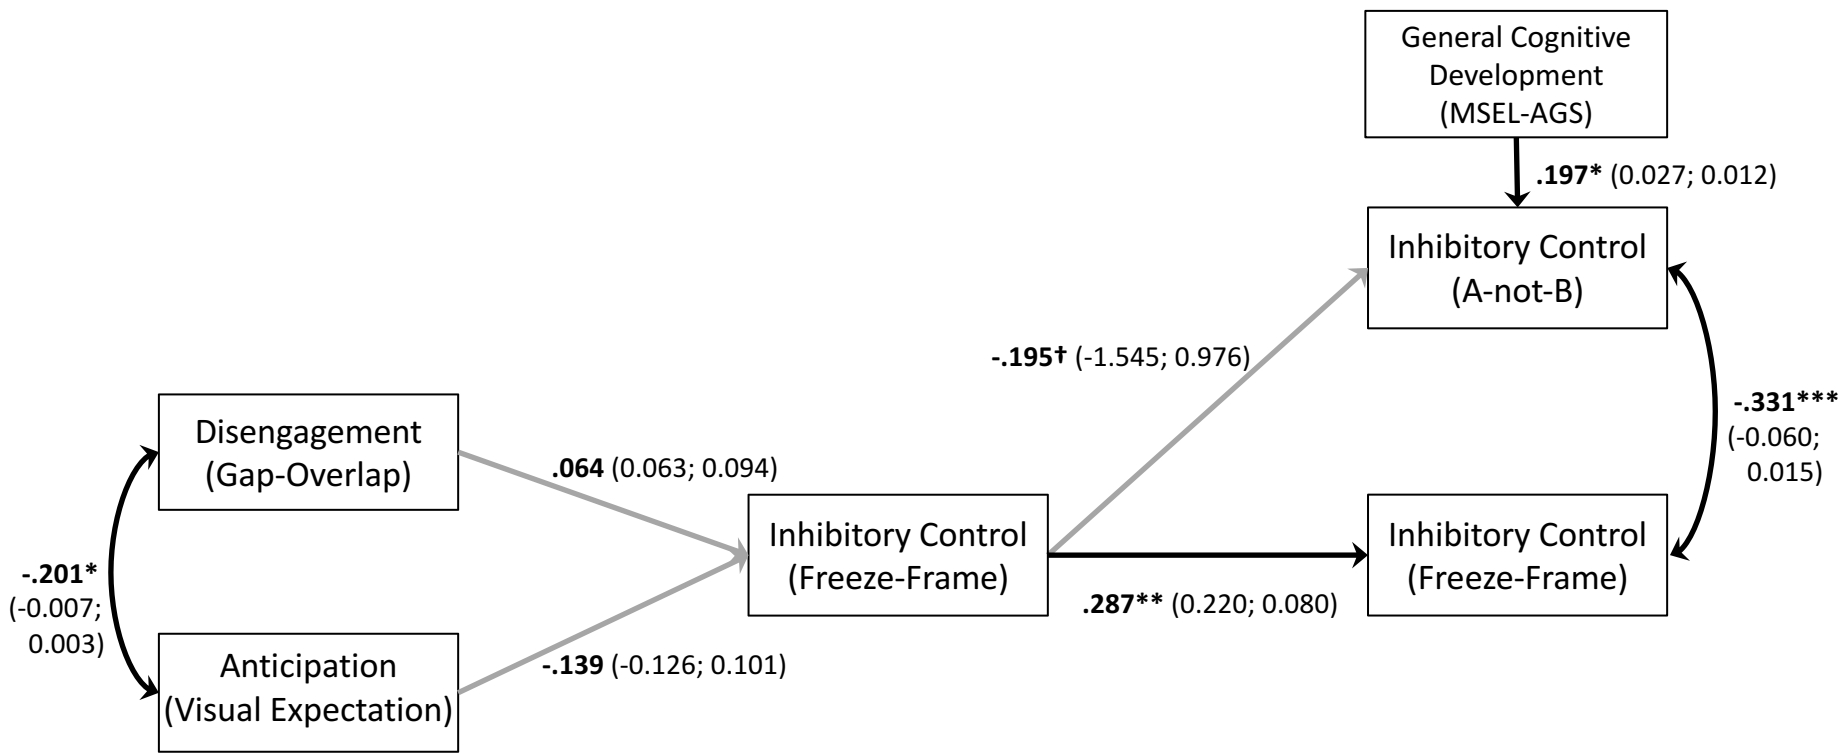 General Cognitive
Development
(MSEL-AGS)
.197* (0.027; 0.012)
Inhibitory Control
(A-not-B)
-.195† (-1.545; 0.976)
-.331***
(-0.060;
0.015)
Disengagement
(Gap-Overlap)
.064 (0.063; 0.094)
Inhibitory Control
(Freeze-Frame)
Inhibitory Control
(Freeze-Frame)
-.201*
(-0.007;
0.003)
.287** (0.220; 0.080)
Anticipation
(Visual Expectation)
-.139 (-0.126; 0.101)